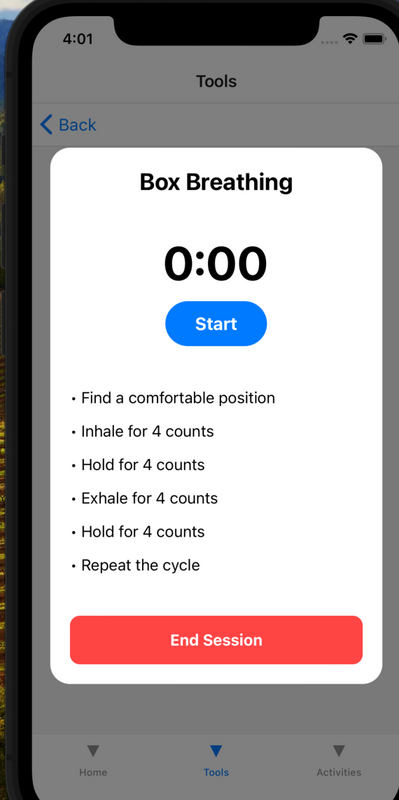 4:01
Tools
Back
Box Breathing
0:00
Start
• Find a comfortable position
• Inhale for 4 counts
• Hold for 4 counts
• Exhale for 4 counts
• Hold for 4 counts
• Repeat the cycle
End Session
Home Tools Activities